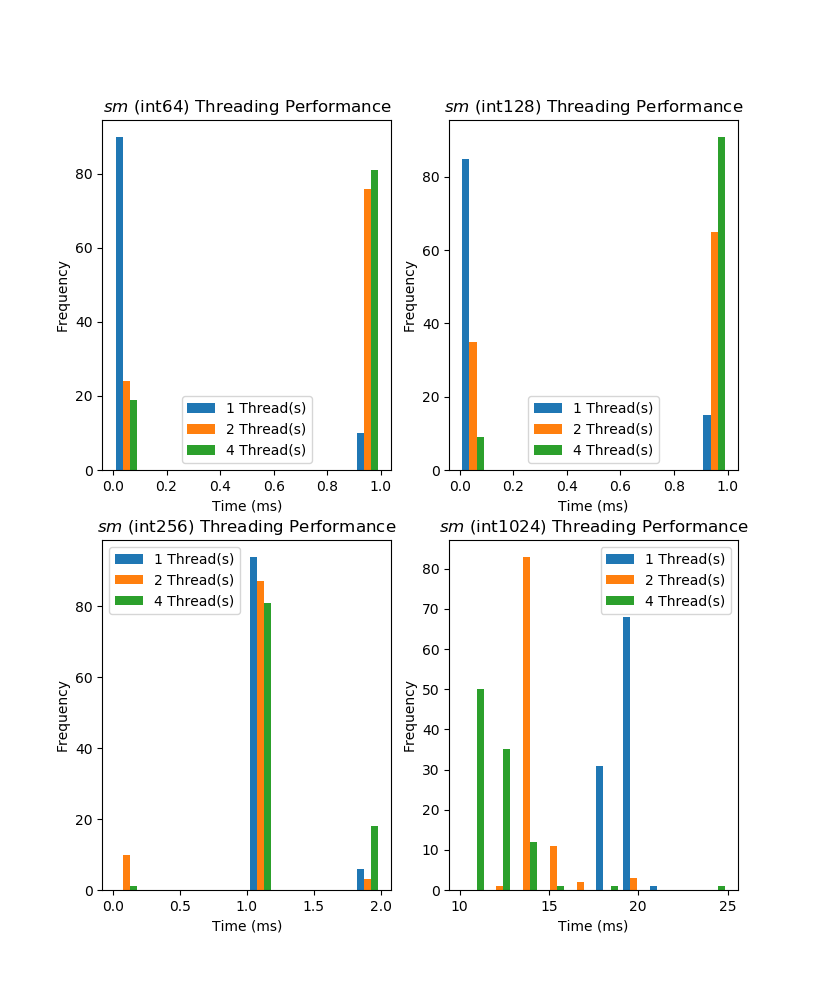 sm (int64) Threading Performance
80
60
40
20
0
Frequency
1 Thread(s)
2 Thread(s)
4 Thread(s)
0.0 0.2 0.4 0.6 0.8 1.0
Time (ms)
sm (int128) Threading Performance
80
60
40
20
0
Frequency
1 Thread(s)
2 Thread(s)
4 Thread(s)
0.0 0.2 0.4 0.6 0.8 1.0
Time (ms)
sm (int256) Threading Performance
80
60
40
20
0
Frequency
1 Thread(s)
2 Thread(s)
4 Thread(s)
0.0 0.5 1.0 1.5 2.0
Time (ms)
sm (int1024) Threading Performance
80
70
60
50
40
30
20
10
0
Frequency
1 Thread(s)
2 Thread(s)
4 Thread(s)
10 15 20 25
Time (ms)